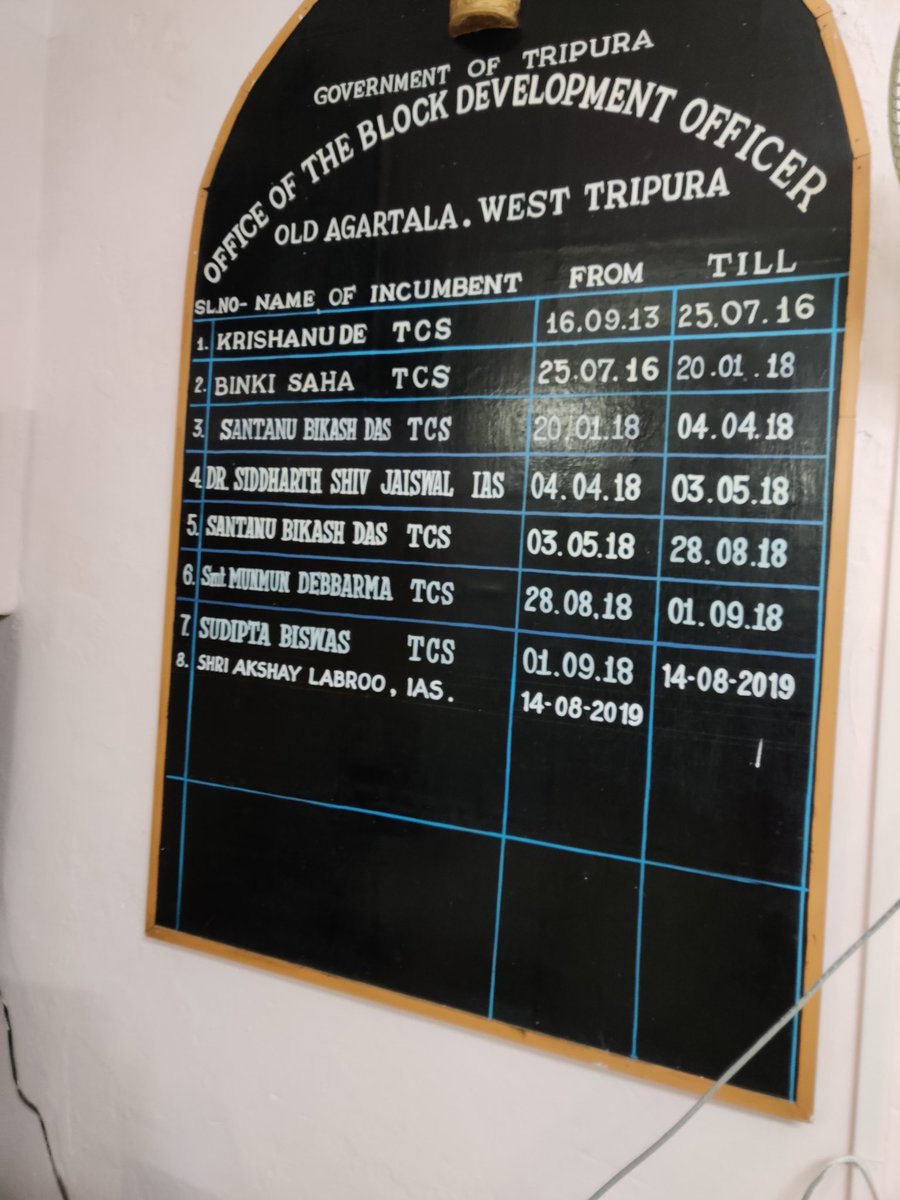 GOVERNMENT OF TRIPURA
OFFICE OF THE BLOCK DEVELOPMENT OFFICER
OLD AGARTALA. WEST TRIPURA
SL.NO- NAME OF INCUMBENT FROM TILL
1. KRISHANU DE TCS 16.09.13 25.07.16
2. BINKI SAHA TCS 25.07.16 20.01.18
3. SANTANU BIKASH DAS TCS 20.01.18 04.04.18
4. DR. SIDDHARTH SHIV JAISWAL IAS 04.04.18 03.05.18
5. SANTANU BIKASH DAS TCS 03.05.18 28.08.18
6. Smt MUNMUN DEBBARMA TCS 28.08.18 01.09.18
7. SUDIPTA BISWAS TCS 01.09.18 14-08-2019
8. SHRI AKSHAY LABROO, IAS. 14-08-2019